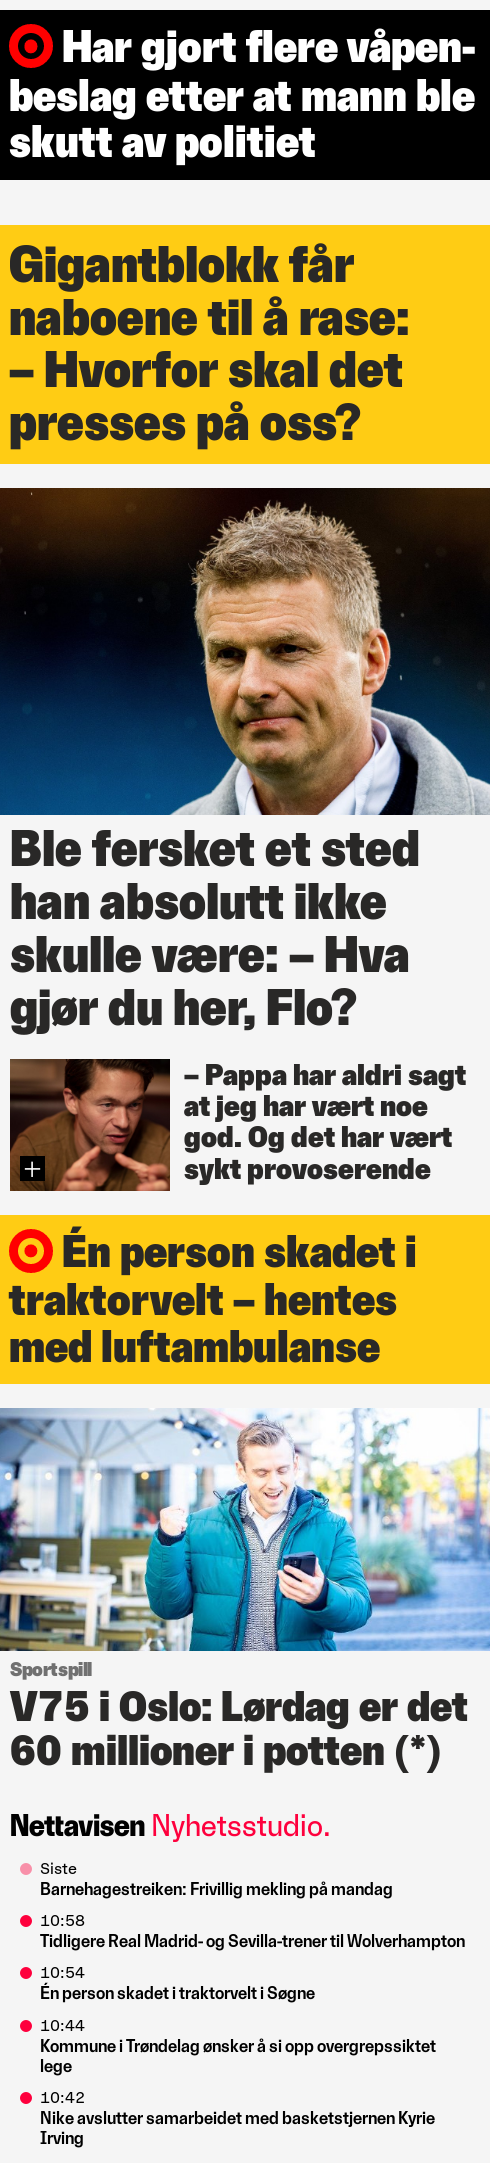 Har gjort flere våpen-
beslag etter at mann ble
skutt av politiet
Gigantblokk får
naboene til å rase:
– Hvorfor skal det
presses på oss?
Ble fersket et sted
han absolutt ikke
skulle være: – Hva
gjør du her, Flo?
– Pappa har aldri sagt
at jeg har vært noe
god. Og det har vært
sykt provoserende
Én person skadet i
traktorvelt – hentes
med luftambulanse
Sportspill
V75 i Oslo: Lørdag er det
60 millioner i potten (*)
Nettavisen Nyhetsstudio.
Siste
Barnehagestreiken: Frivillig mekling på mandag
10:58
Tidligere Real Madrid- og Sevilla-trener til Wolverhampton
10:54
Én person skadet i traktorvelt i Søgne
10:44
Kommune i Trøndelag ønsker å si opp overgrepssiktet
lege
10:42
Nike avslutter samarbeidet med basketstjernen Kyrie
Irving